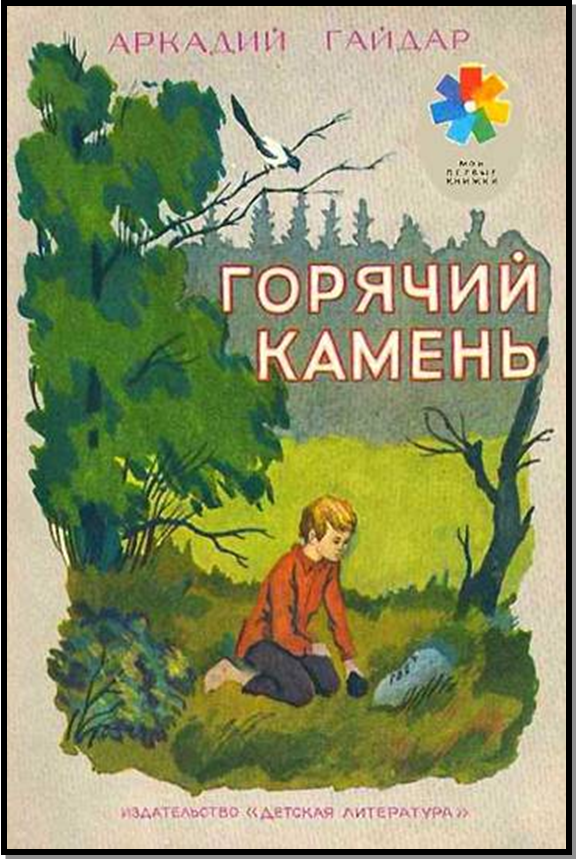 АРКАДИЙ ГАЙДАР
МОИ
ПЕРВЫЕ
КНИЖКИ
ГОРЯЧИЙ
КАМЕНЬ
ИЗДАТЕЛЬСТВО «ДЕТСКАЯ ЛИТЕРАТУРА»